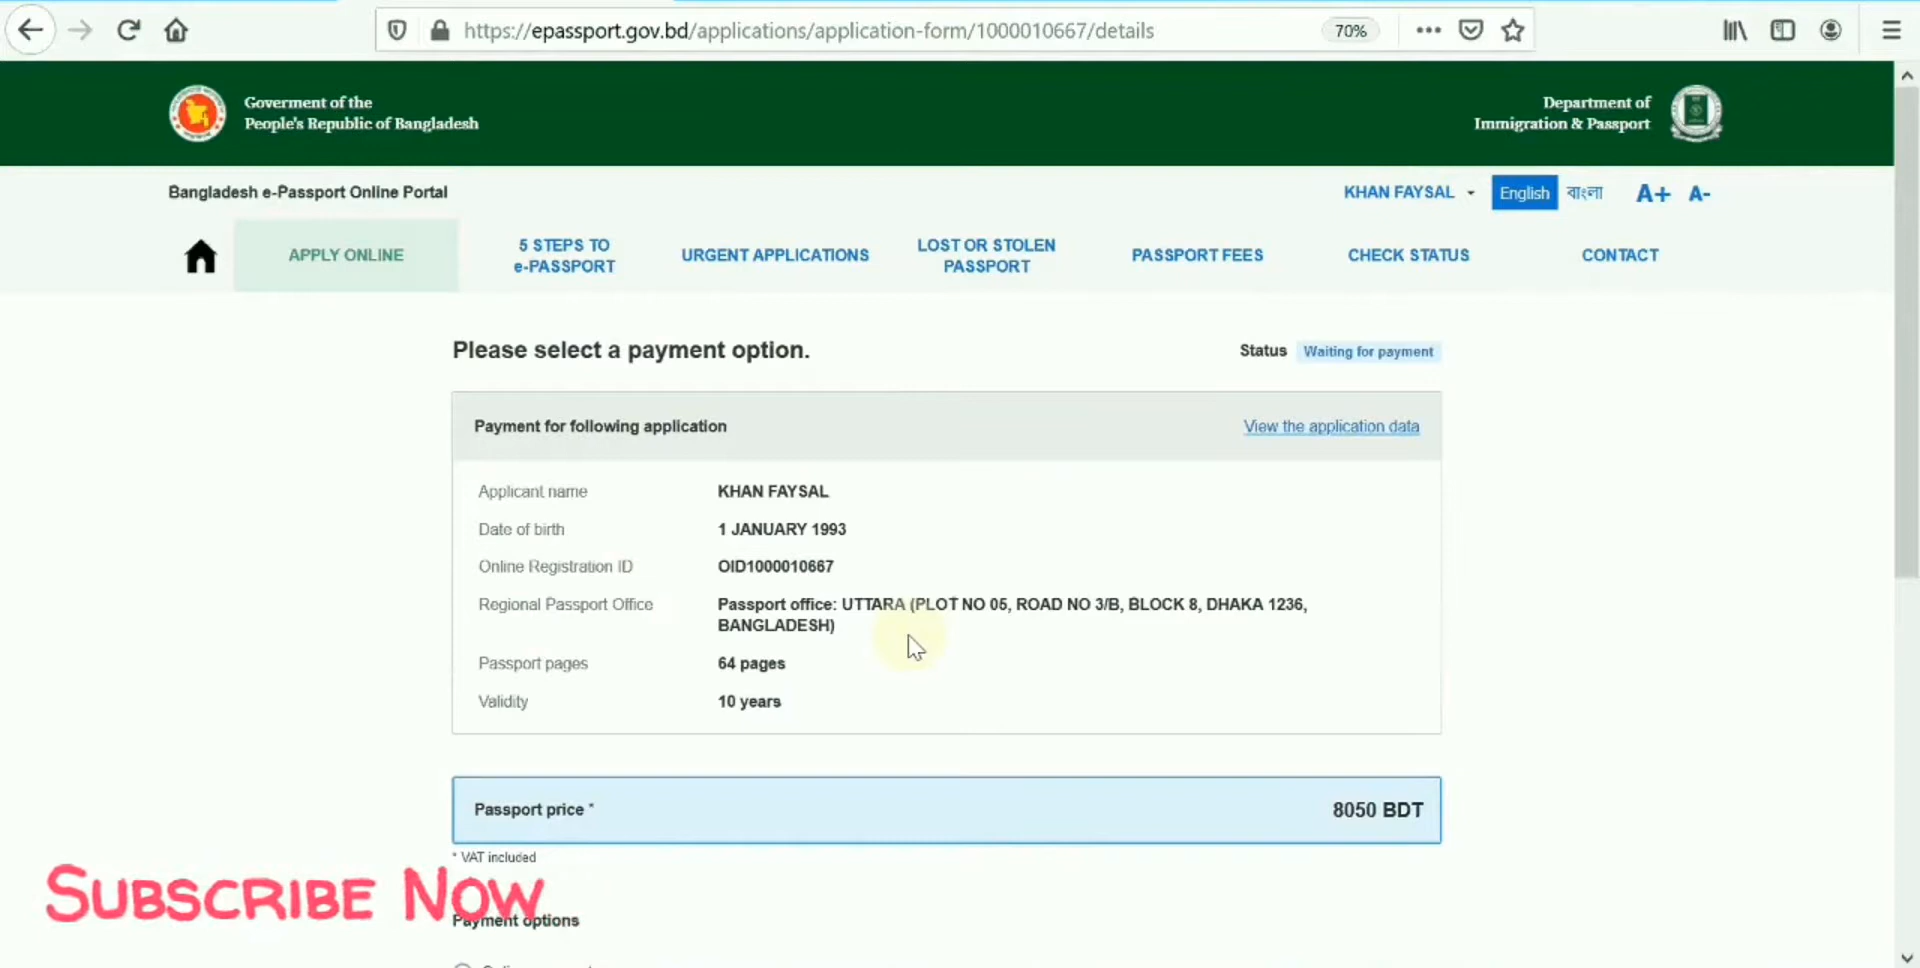 https://epassport.gov.bd/applications/application-form/1000010667/details
70%
Goverment of the
People's Republic of Bangladesh
Department of
Immigration & Passport
Bangladesh e-Passport Online Portal
KHAN FAYSAL
English
বাংলা
A+
A-
APPLY ONLINE
5 STEPS TO
e-PASSPORT
URGENT APPLICATIONS
LOST OR STOLEN
PASSPORT
PASSPORT FEES
CHECK STATUS
CONTACT
Please select a payment option.
Status Waiting for payment
Payment for following application
View the application data
Applicant name KHAN FAYSAL
Date of birth 1 JANUARY 1993
Online Registration ID OID1000010667
Regional Passport Office Passport office: UTTARA (PLOT NO 05, ROAD NO 3/B, BLOCK 8, DHAKA 1236,
BANGLADESH)
Passport pages 64 pages
Validity 10 years
Passport price * 8050 BDT
* VAT included
SUBSCRIBE NOW
Payment options